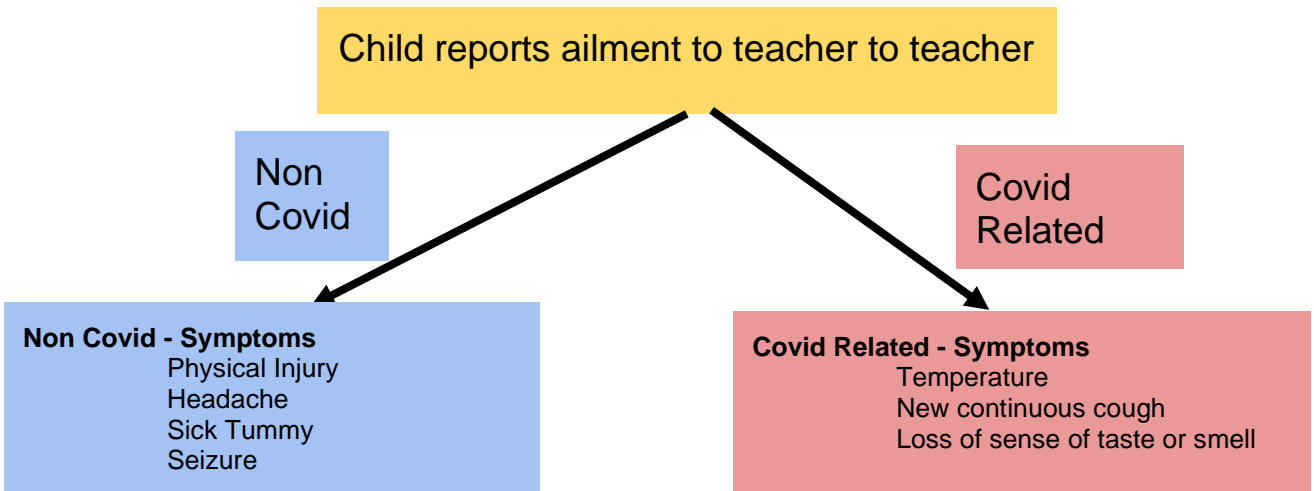 Child reports ailment to teacher to teacher
Non
Covid
Covid
Related
Non Covid - Symptoms
Physical Injury
Headache
Sick Tummy
Seizure
Covid Related - Symptoms
Temperature
New continuous cough
Loss of sense of taste or smell